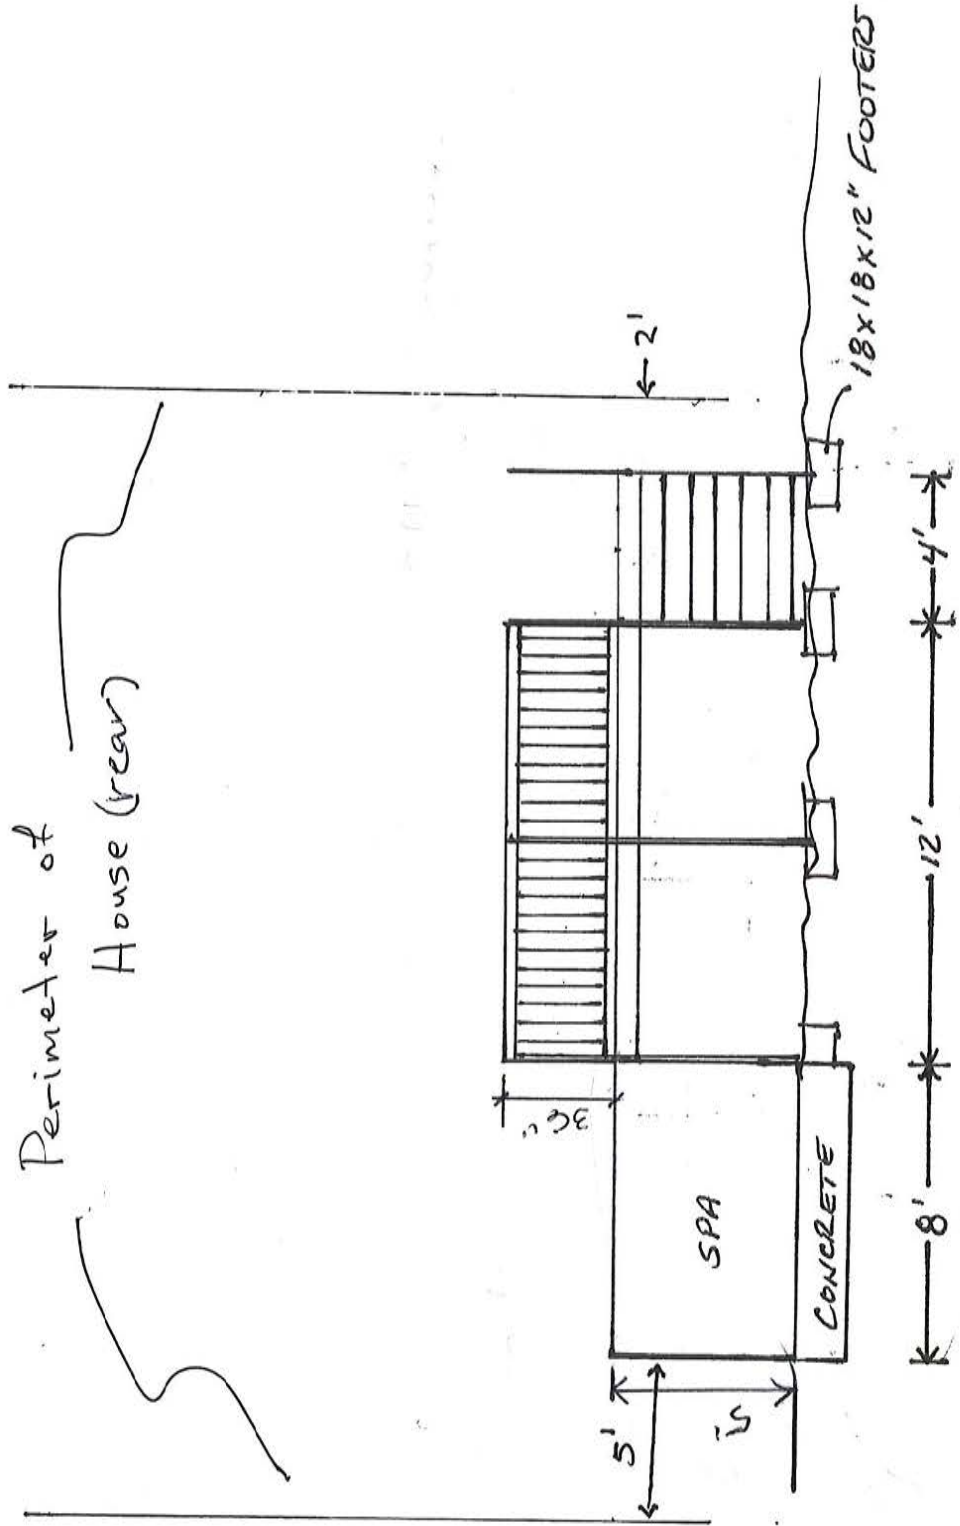 Perimeter of
House (rear)
36"
2'
5'
5'
SPA
CONCRETE
18x18x12" FOOTERS
8'
12'
4'